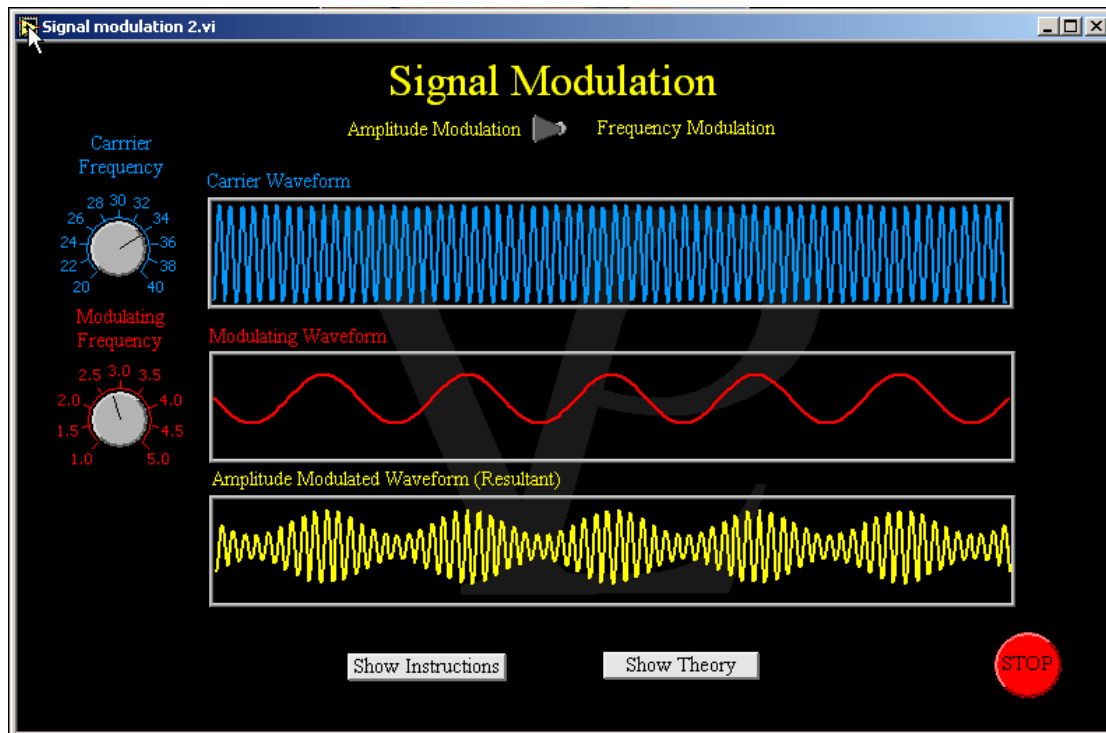 Signal modulation 2.vi
Signal Modulation
Amplitude Modulation Frequency Modulation
Carrrier
Frequency
20 22 24 26 28 30 32 34 36 38 40
Carrier Waveform
Modulating
Frequency
1.0 1.5 2.0 2.5 3.0 3.5 4.0 4.5 5.0
Modulating Waveform
Amplitude Modulated Waveform (Resultant)
Show Instructions
Show Theory
STOP